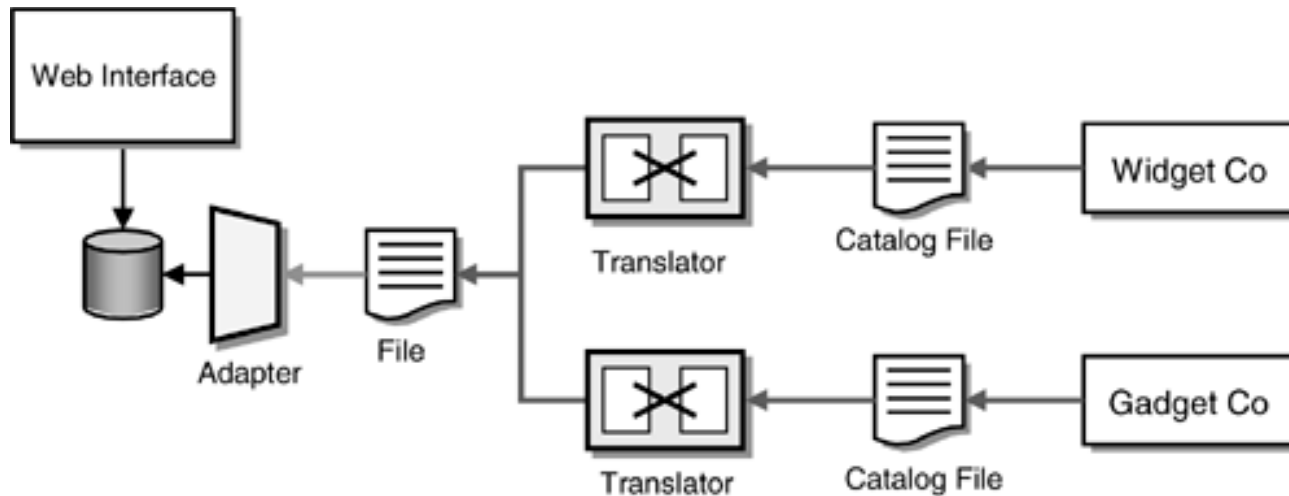 Web Interface
Widget Co
Catalog File
Translator
File
Adapter
Gadget Co
Catalog File
Translator